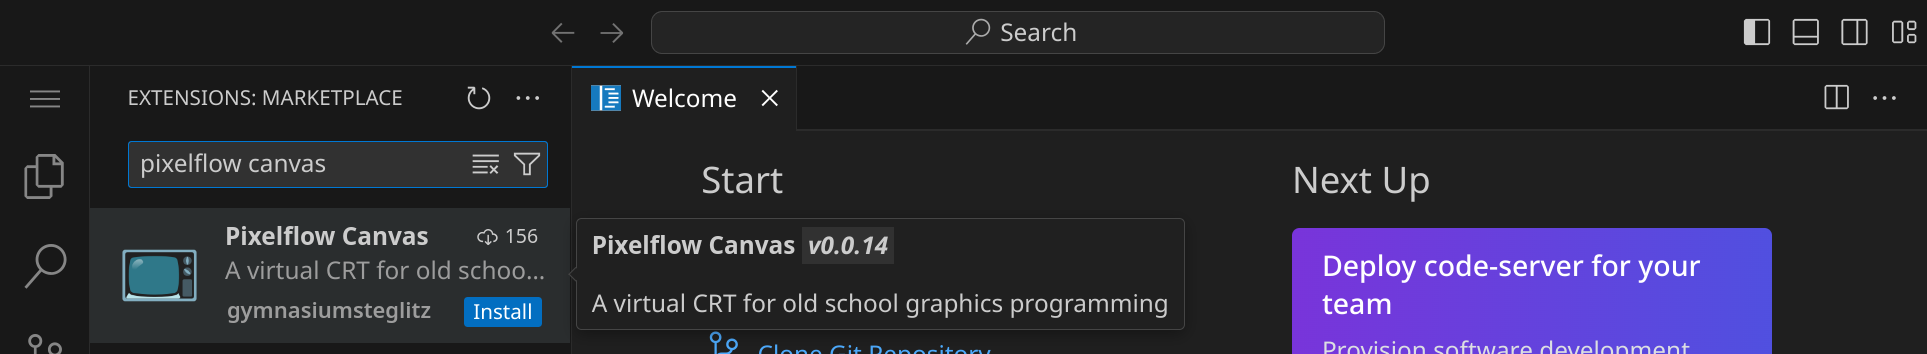 Search
EXTENSIONS: MARKETPLACE
Welcome
pixelflow canvas
Pixelflow Canvas 156
A virtual CRT for old schoo...
gymnasiumsteglitz Install
Start
Pixelflow Canvas v0.0.14
A virtual CRT for old school graphics programming
Clone Git Repository
Next Up
Deploy code-server for your
team
Provision software development